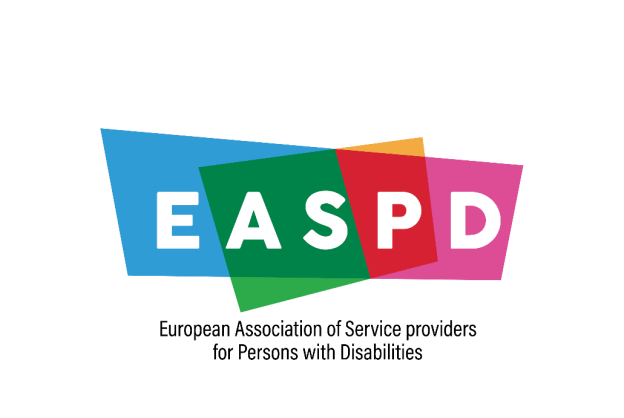 EASPD
European Association of Service providers
for Persons with Disabilities